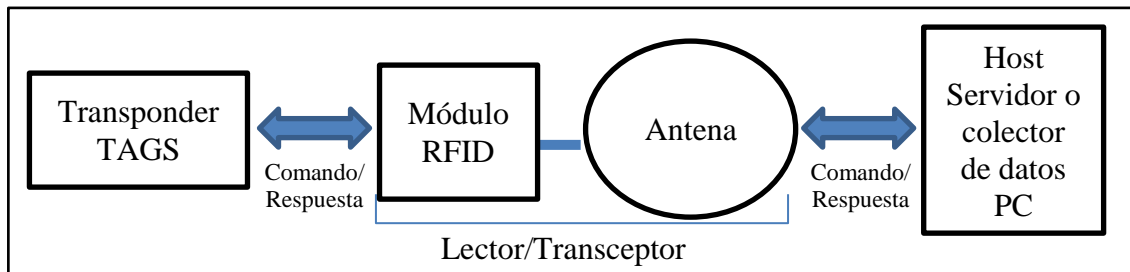 Transponder
TAGS
Comando/
Respuesta
Módulo
RFID
Antena
Lector/Transceptor
Comando/
Respuesta
Host
Servidor o
colector
de datos
PC